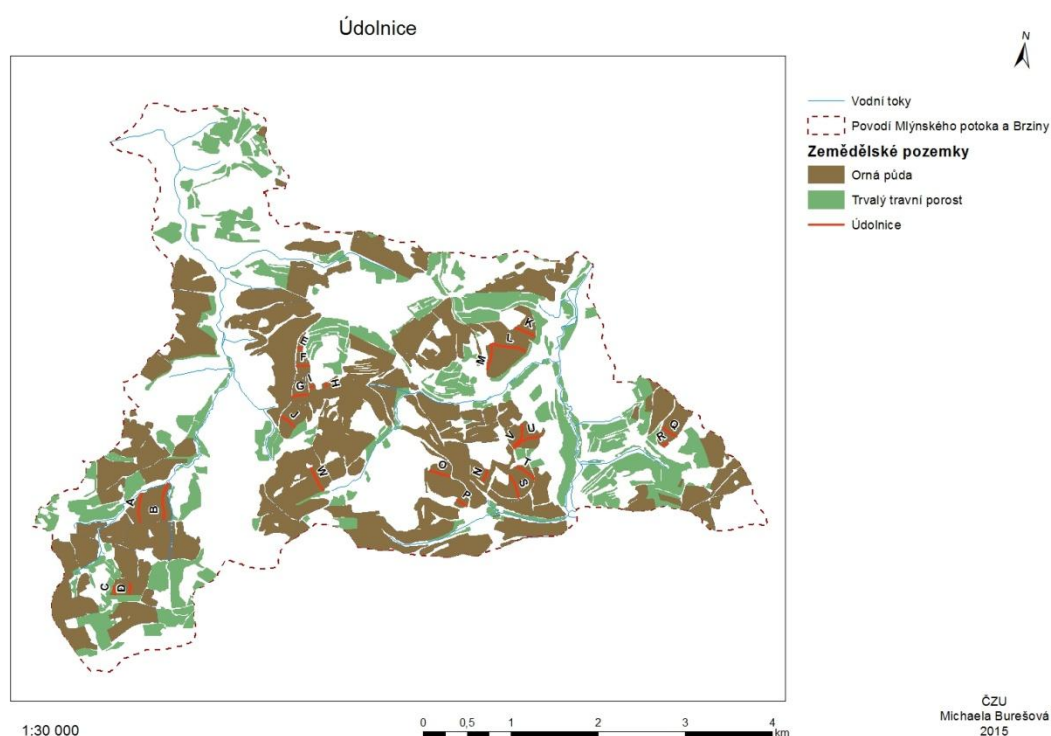 Údolnice
N
Vodní toky
Povodí Mlýnského potoka a Brziny
Zemědělské pozemky
Orná půda
Trvalý travní porost
Údolnice
K
L
M
E
F
G
I
H
J
Q
R
U
V
T
S
N
O
P
W
A
B
C
D
1:30 000
0 0,5 1 2 3 4
km
ČZU
Michaela Burešová
2015